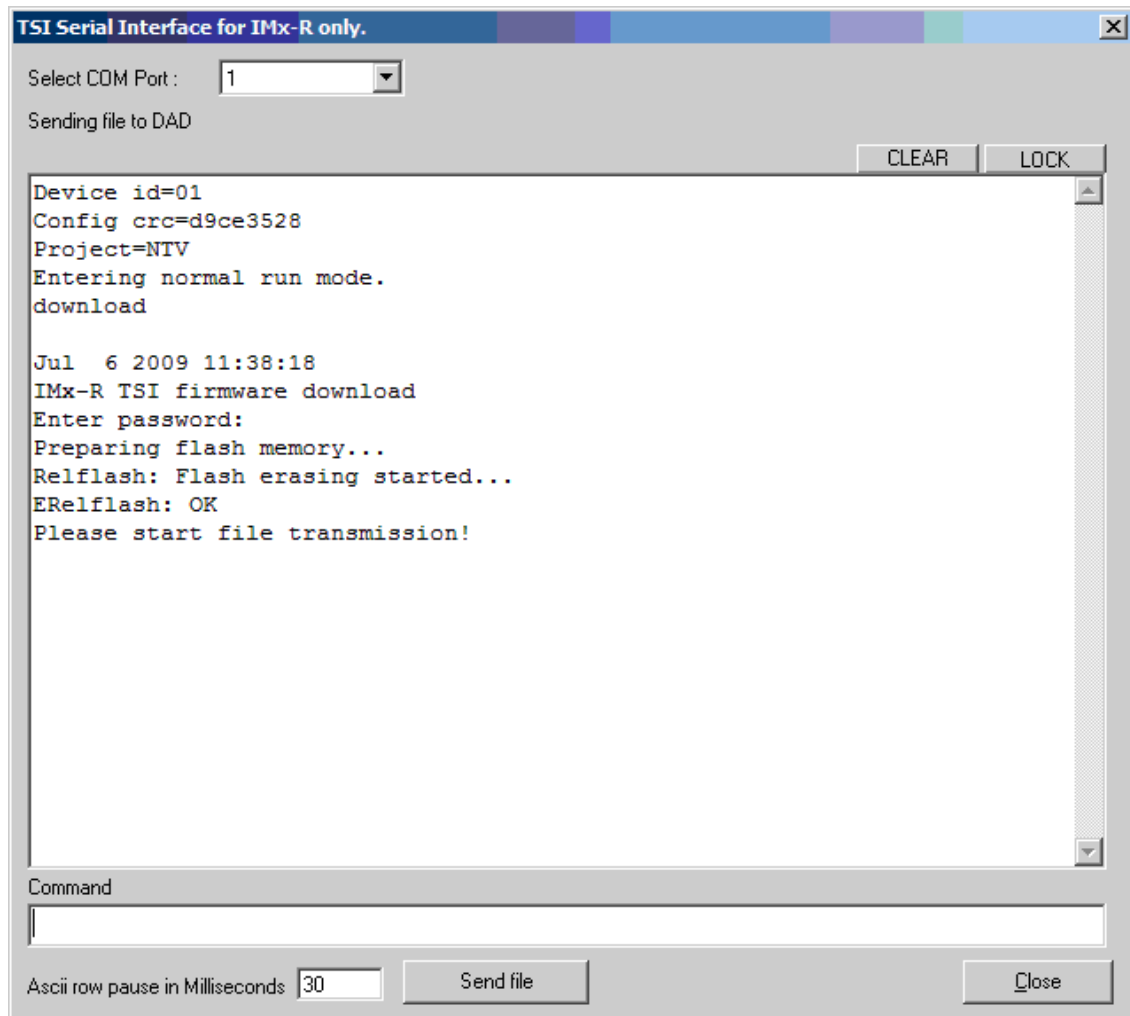 TSI Serial Interface for IMx-R only.
Select COM Port : 1
Sending file to DAD
CLEAR LOCK
Device id=01
Config crc=d9ce3528
Project=NTV
Entering normal run mode.
download
Jul  6 2009 11:38:18
IMx-R TSI firmware download
Enter password:
Preparing flash memory...
Relflash: Flash erasing started...
ERelflash: OK
Please start file transmission!
Command
Ascii row pause in Milliseconds 30 Send file Close